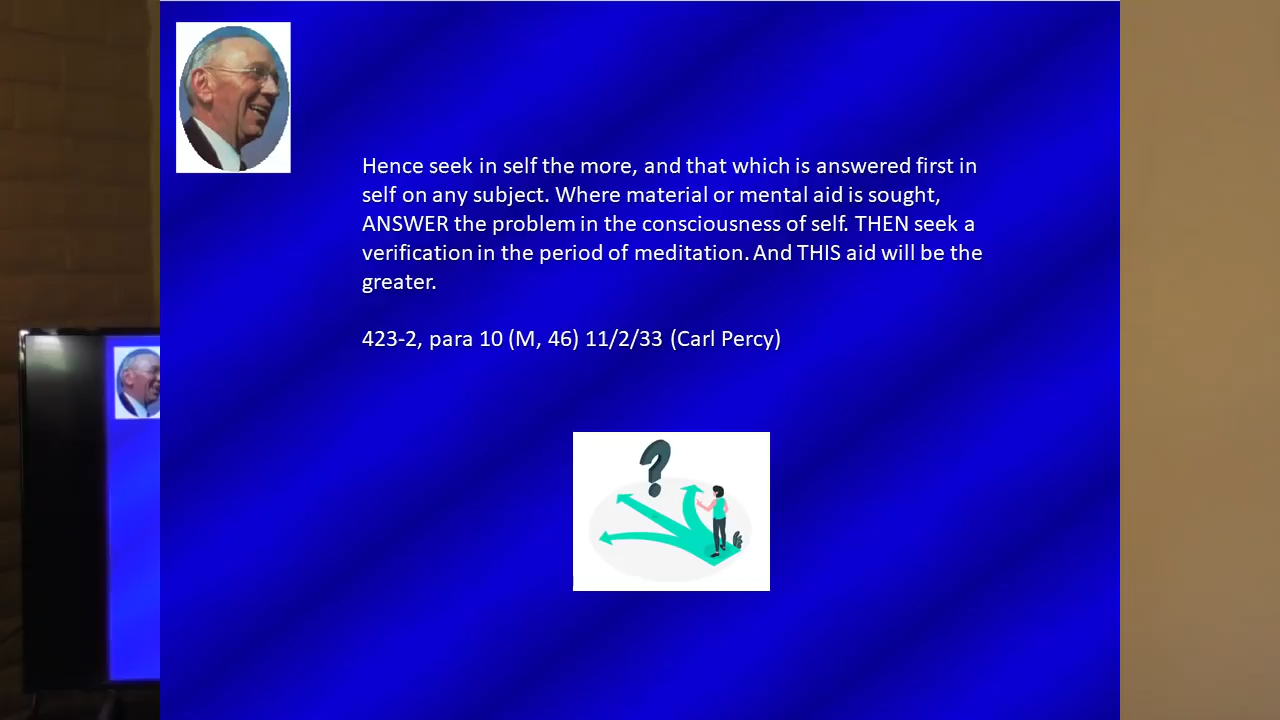 Hence seek in self the more, and that which is answered first in
self on any subject. Where material or mental aid is sought,
ANSWER the problem in the consciousness of self. THEN seek a
verification in the period of meditation. And THIS aid will be the
greater.
423-2, para 10 (M, 46) 11/2/33 (Carl Percy)
?